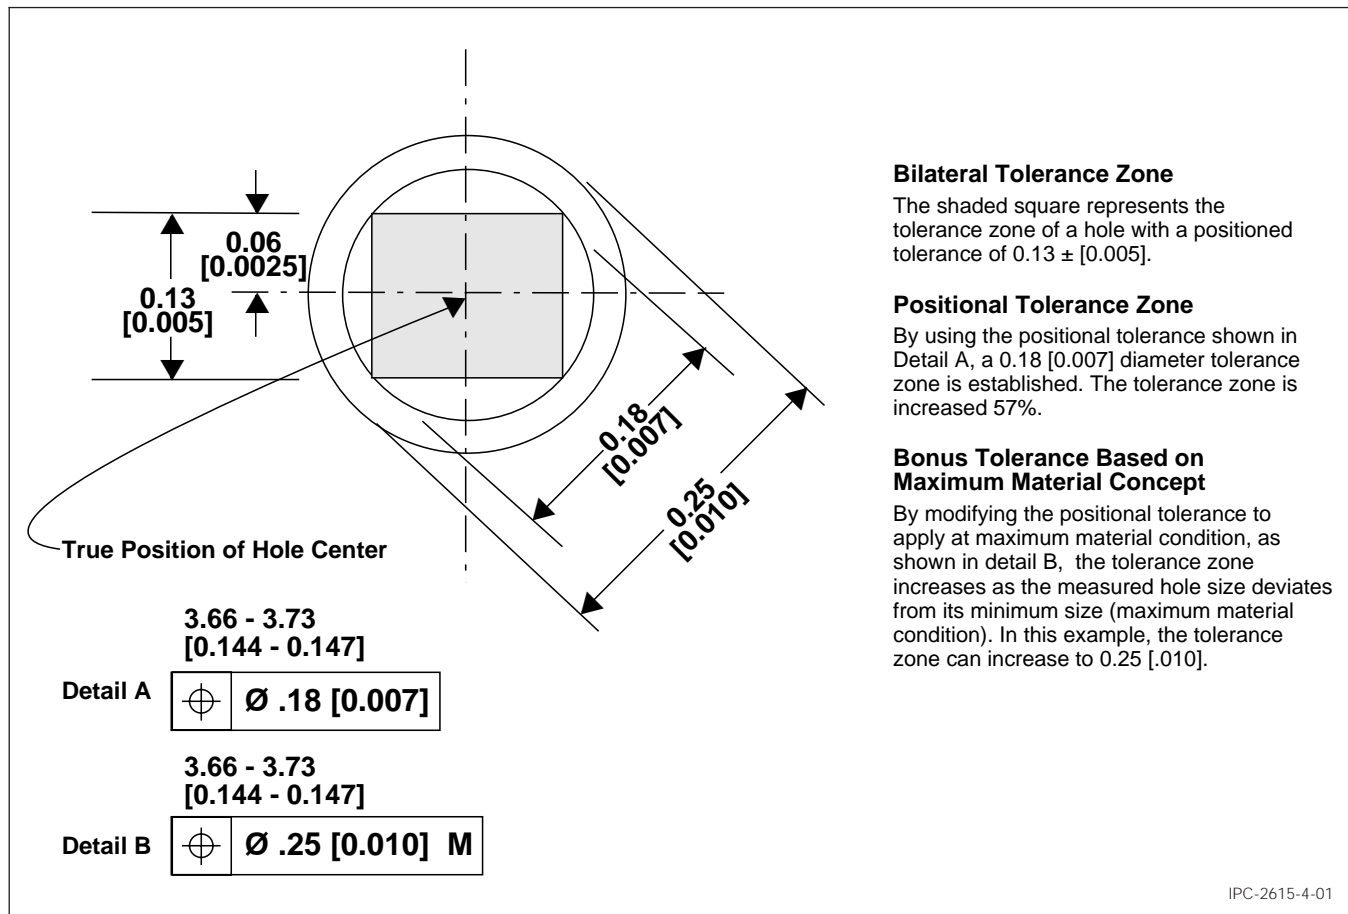 0.06
[0.0025]
0.13
[0.005]
0.18
[0.007]
0.25
[0.010]
True Position of Hole Center
3.66 - 3.73
[0.144 - 0.147]
Detail A
Ø .18 [0.007]
3.66 - 3.73
[0.144 - 0.147]
Detail B
Ø .25 [0.010] M
Bilateral Tolerance Zone
The shaded square represents the
tolerance zone of a hole with a positioned
tolerance of 0.13 ± [0.005].
Positional Tolerance Zone
By using the positional tolerance shown in
Detail A, a 0.18 [0.007] diameter tolerance
zone is established. The tolerance zone is
increased 57%.
Bonus Tolerance Based on
Maximum Material Concept
By modifying the positional tolerance to
apply at maximum material condition, as
shown in detail B, the tolerance zone
increases as the measured hole size deviates
from its minimum size (maximum material
condition). In this example, the tolerance
zone can increase to 0.25 [.010].
IPC-2615-4-01